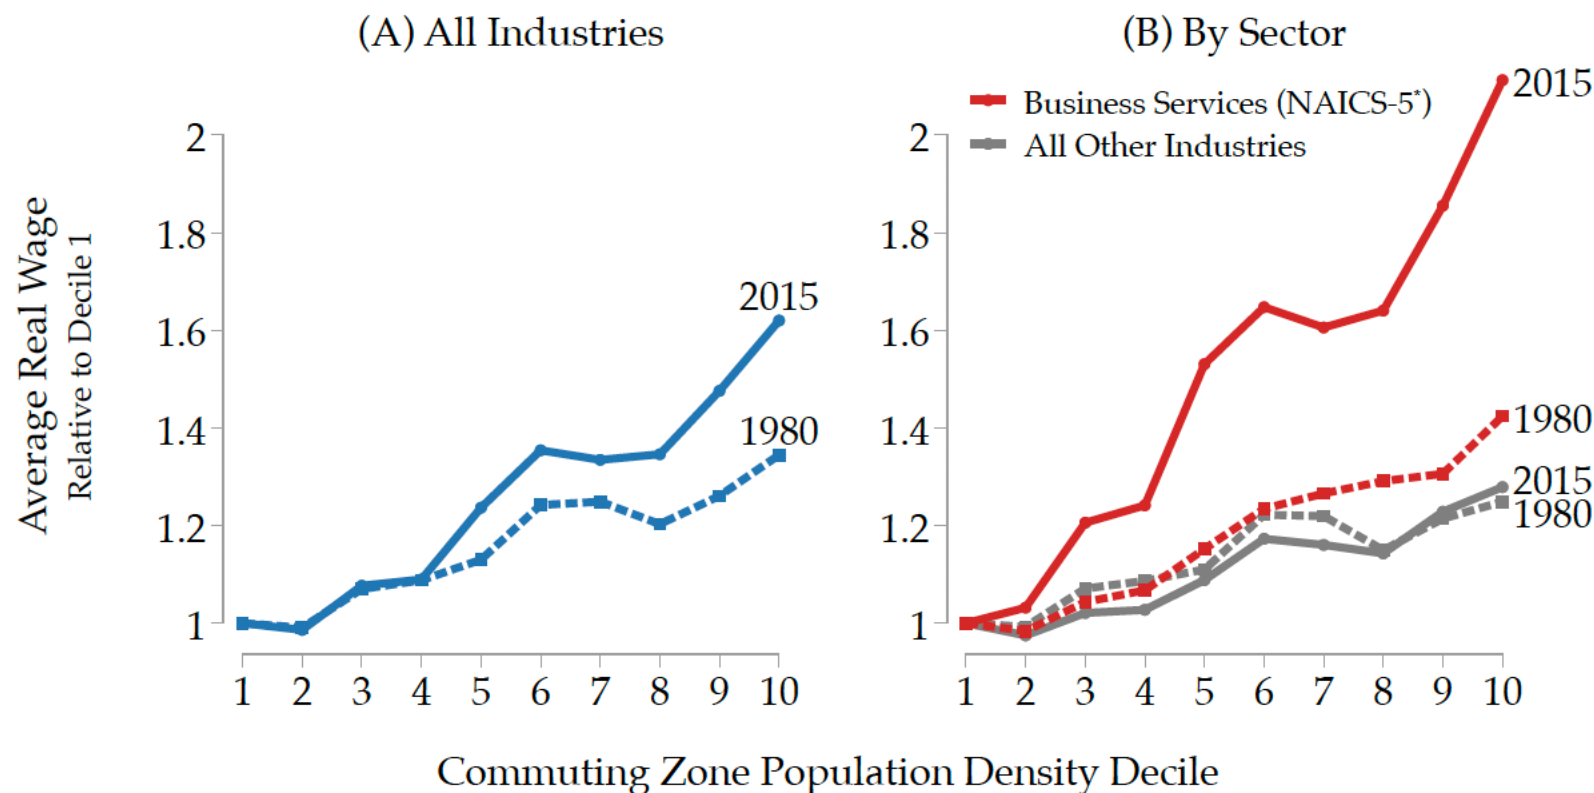 (A) All Industries
(B) By Sector
Average Real Wage
Relative to Decile 1
2
1.8
1.6
1.4
1.2
1
2015
1980
1 2 3 4 5 6 7 8 9 10
Business Services (NAICS-5*)
All Other Industries
2
1.8
1.6
1.4
1.2
1
2015
1980
2015
1980
1 2 3 4 5 6 7 8 9 10
Commuting Zone Population Density Decile